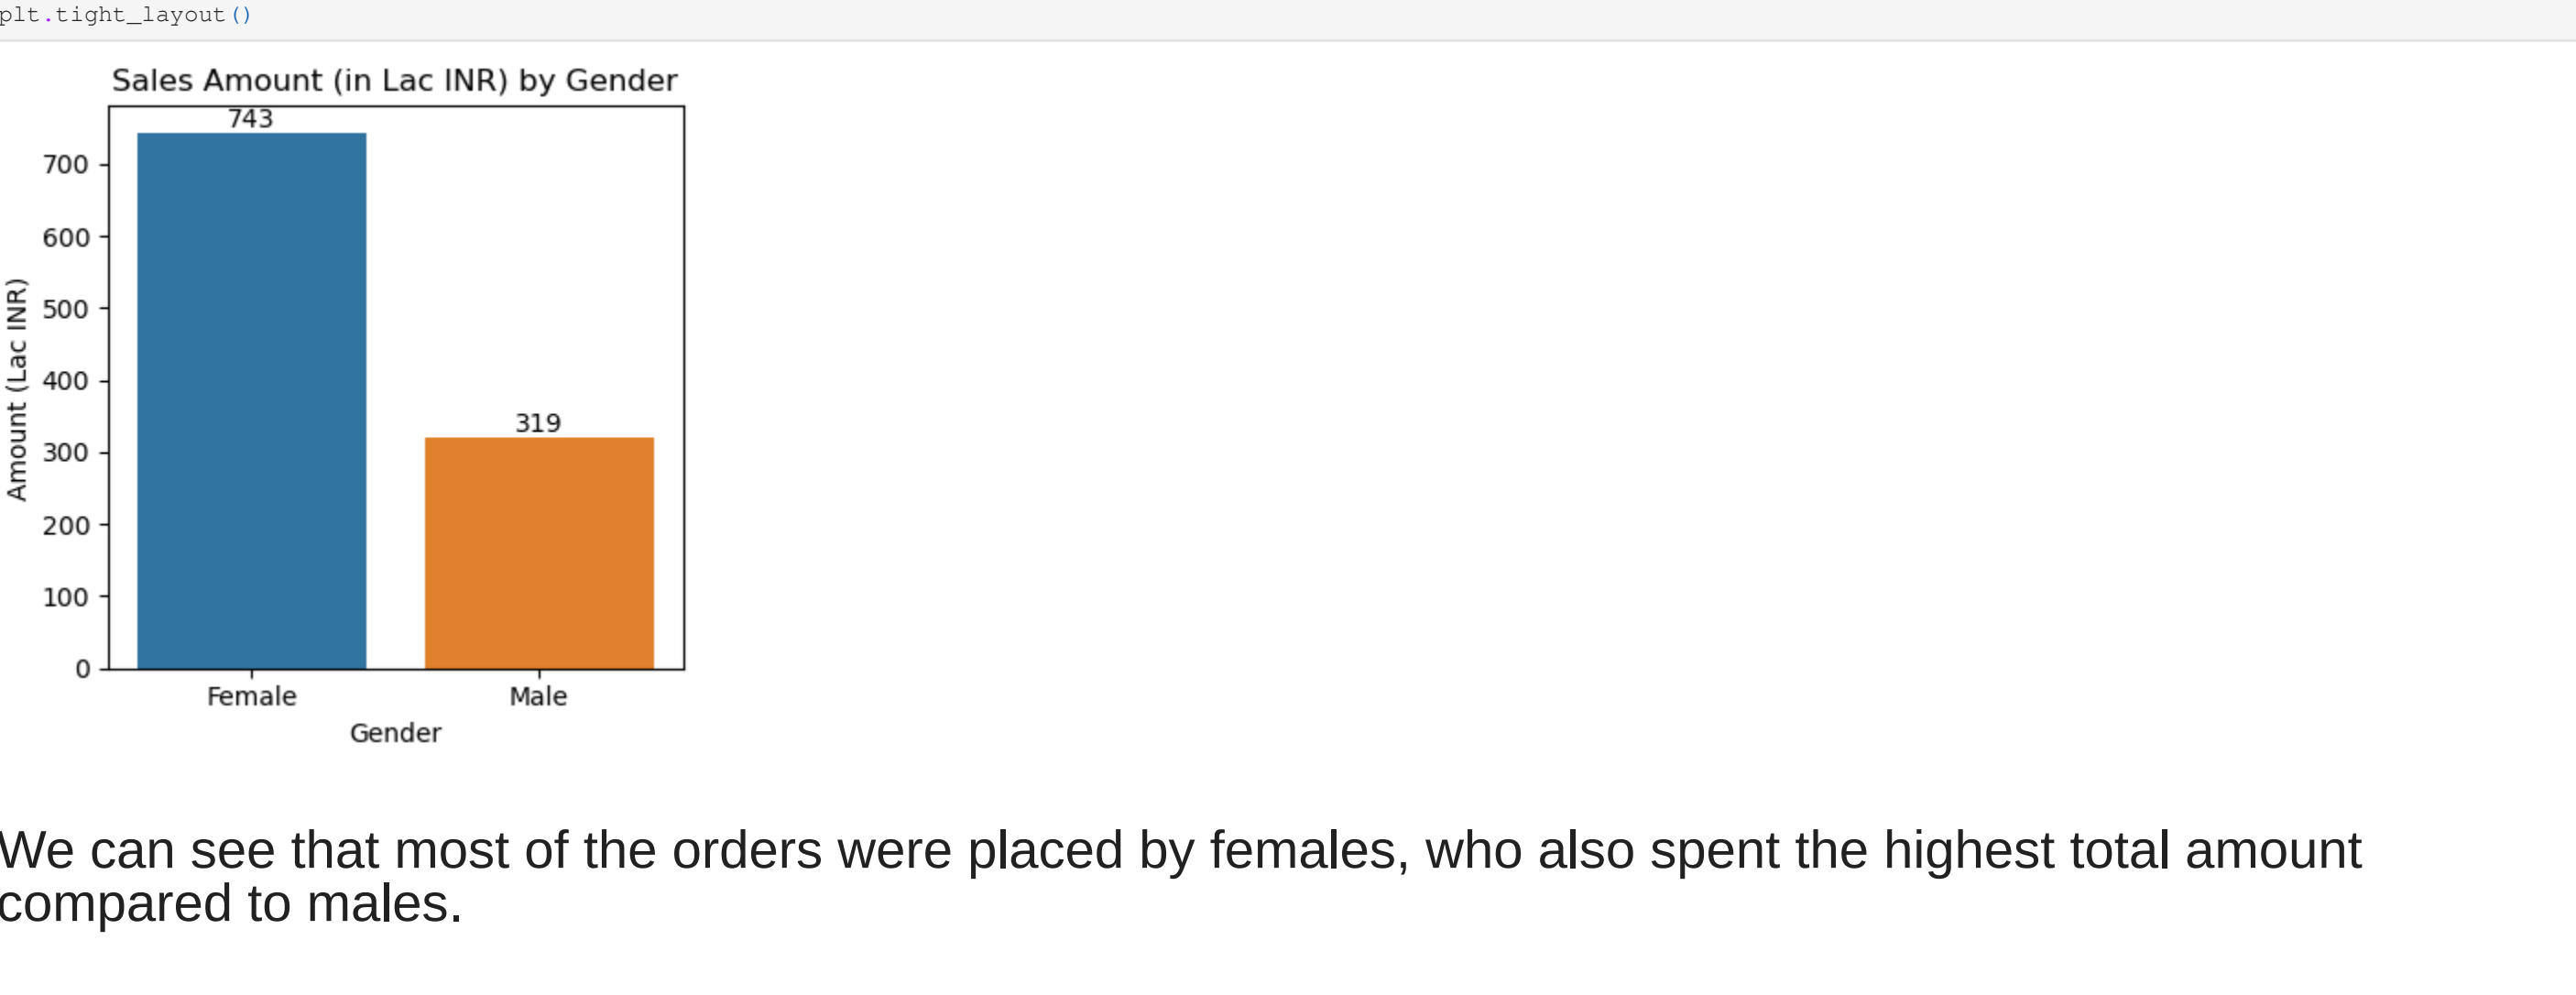 plt.tight_layout()
Sales Amount (in Lac INR) by Gender
743
700
600
500
400
319
300
200
100
0
Amount (Lac INR)
Female Male
Gender
We can see that most of the orders were placed by females, who also spent the highest total amount
compared to males.